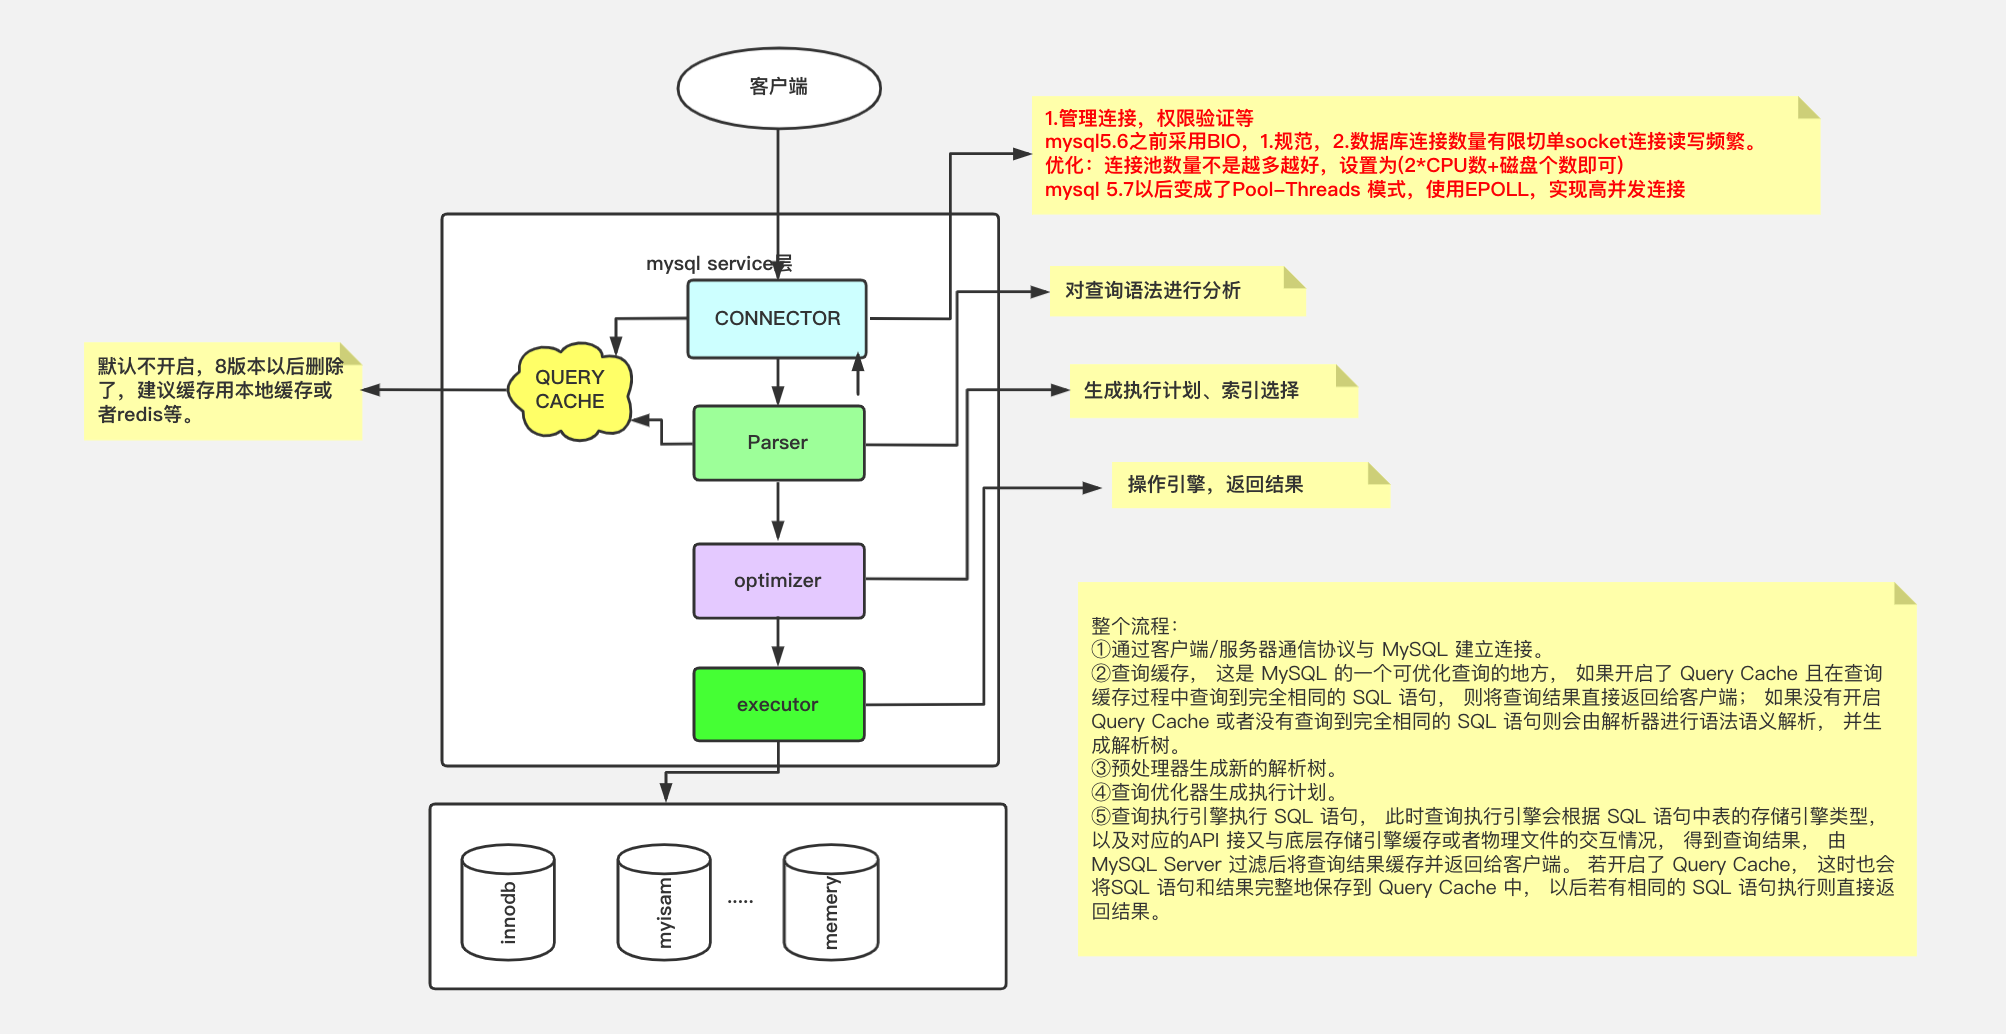 客户端
1.管理连接，权限验证等
mysql5.6之前采用BIO，1.规范，2.数据库连接数量有限切单socket连接读写频繁。
优化：连接池数量不是越多越好，设置为(2*CPU数+磁盘个数即可)
mysql 5.7以后变成了Pool-Threads 模式，使用EPOLL，实现高并发连接
mysql service层
CONNECTOR
对查询语法进行分析
默认不开启，8版本以后删除
了，建议缓存用本地缓存或
者redis等。
QUERY
CACHE
生成执行计划、索引选择
Parser
操作引擎，返回结果
optimizer
executor
整个流程：
①通过客户端/服务器通信协议与 MySQL 建立连接。
②查询缓存， 这是 MySQL 的一个可优化查询的地方， 如果开启了 Query Cache 且在查询
缓存过程中查询到完全相同的 SQL 语句， 则将查询结果直接返回给客户端； 如果没有开启
Query Cache 或者没有查询到完全相同的 SQL 语句则会由解析器进行语法语义解析， 并生
成解析树。
③预处理器生成新的解析树。
④查询优化器生成执行计划。
⑤查询执行引擎执行 SQL 语句， 此时查询执行引擎会根据 SQL 语句中表的存储引擎类型，
以及对应的API 接又与底层存储引擎缓存或者物理文件的交互情况， 得到查询结果， 由
MySQL Server 过滤后将查询结果缓存并返回给客户端。 若开启了 Query Cache， 这时也会
将SQL 语句和结果完整地保存到 Query Cache 中， 以后若有相同的 SQL 语句执行则直接返
回结果。
innodb
myisam
.....
memery